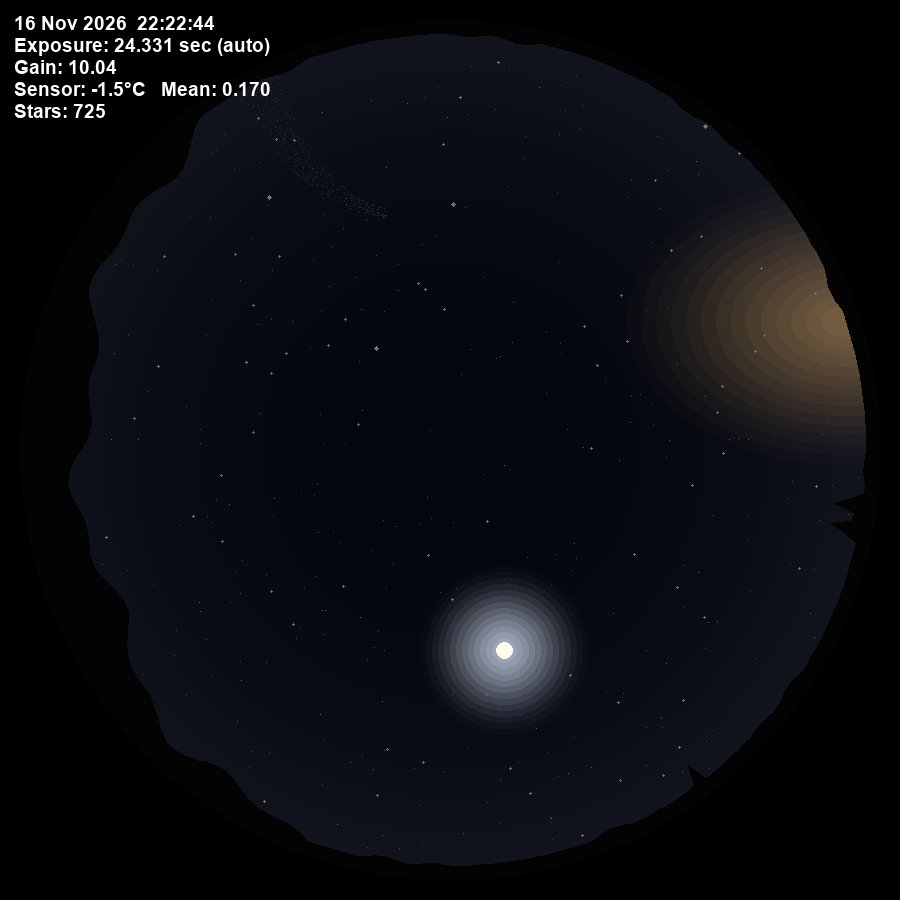 16 Nov 2026  22:22:44
Exposure: 24.331 sec (auto)
Gain: 10.04
Sensor: -1.5°C   Mean: 0.170
Stars: 725